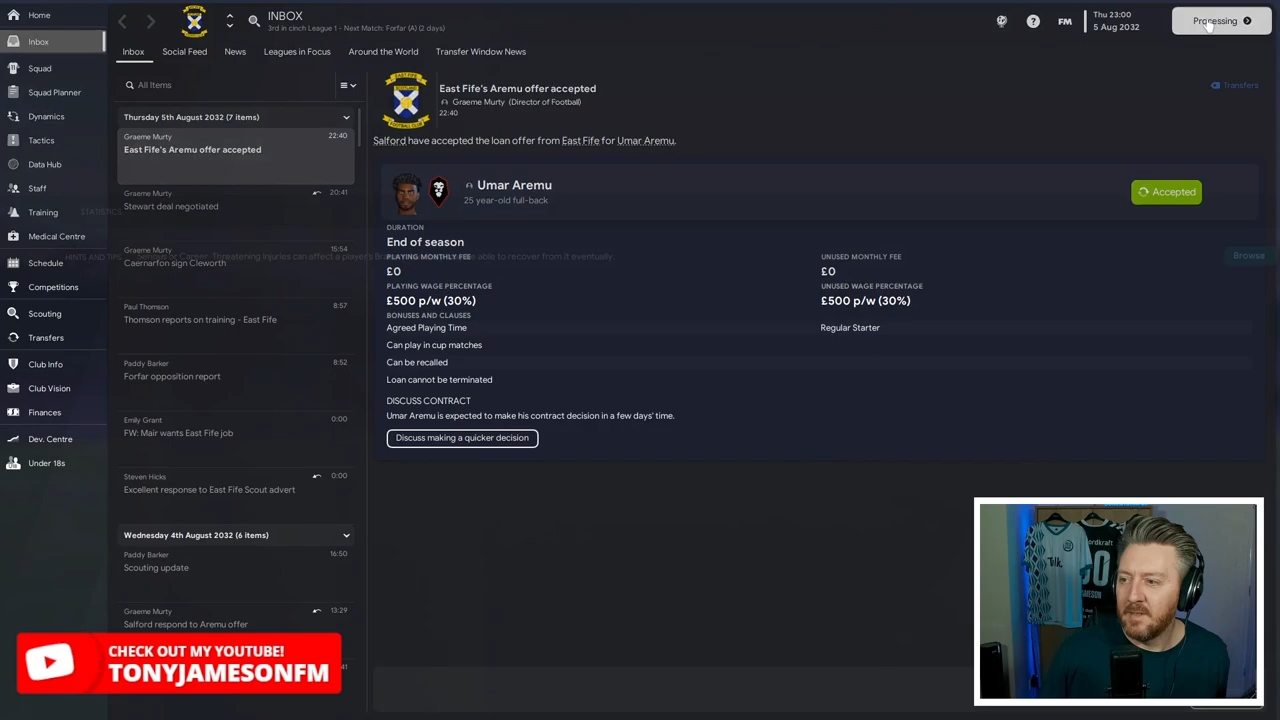 Home
INBOX
3rd in cinch League 1 - Next Match: Forfar (A) (2 days)
FM
Thu 23:00
5 Aug 2032
Processing
Inbox
Squad
Squad Planner
Dynamics
Tactics
Data Hub
Staff
Training
Medical Centre
Schedule
Competitions
Scouting
Transfers
Club Info
Club Vision
Finances
Dev. Centre
Under 18s
Inbox
Social Feed
News
Leagues in Focus
Around the World
Transfer Window News
All Items
Thursday 5th August 2032 (7 items)
Graeme Murty
22:40
East Fife's Aremu offer accepted
Graeme Murty
20:41
Stewart deal negotiated
Graeme Murty
15:54
Caernarfon sign Cleworth
Paul Thomson
8:57
Thomson reports on training - East Fife
Paddy Barker
8:52
Forfar opposition report
Emily Grant
0:00
FW: Mair wants East Fife job
Steven Hicks
0:00
Excellent response to East Fife Scout advert
Wednesday 4th August 2032 (6 items)
Paddy Barker
16:50
Scouting update
Graeme Murty
13:29
Salford respond to Aremu offer
:41
EAST FIFE
SCOTLAND
FOOTBALL CLUB
East Fife's Aremu offer accepted
Graeme Murty (Director of Football)
22:40
Transfers
Salford have accepted the loan offer from East Fife for Umar Aremu.
Umar Aremu
25 year-old full-back
Accepted
STATISTICS
DURATION
End of season
HINTS AND TIPS
Browse
PLAYING MONTHLY FEE
£0
UNUSED MONTHLY FEE
£0
PLAYING WAGE PERCENTAGE
£500 p/w (30%)
UNUSED WAGE PERCENTAGE
£500 p/w (30%)
BONUSES AND CLAUSES
Agreed Playing Time
Regular Starter
Can play in cup matches
Can be recalled
Loan cannot be terminated
DISCUSS CONTRACT
Umar Aremu is expected to make his contract decision in a few days' time.
Discuss making a quicker decision
CHECK OUT MY YOUTUBE!
TONYJAMESONFM